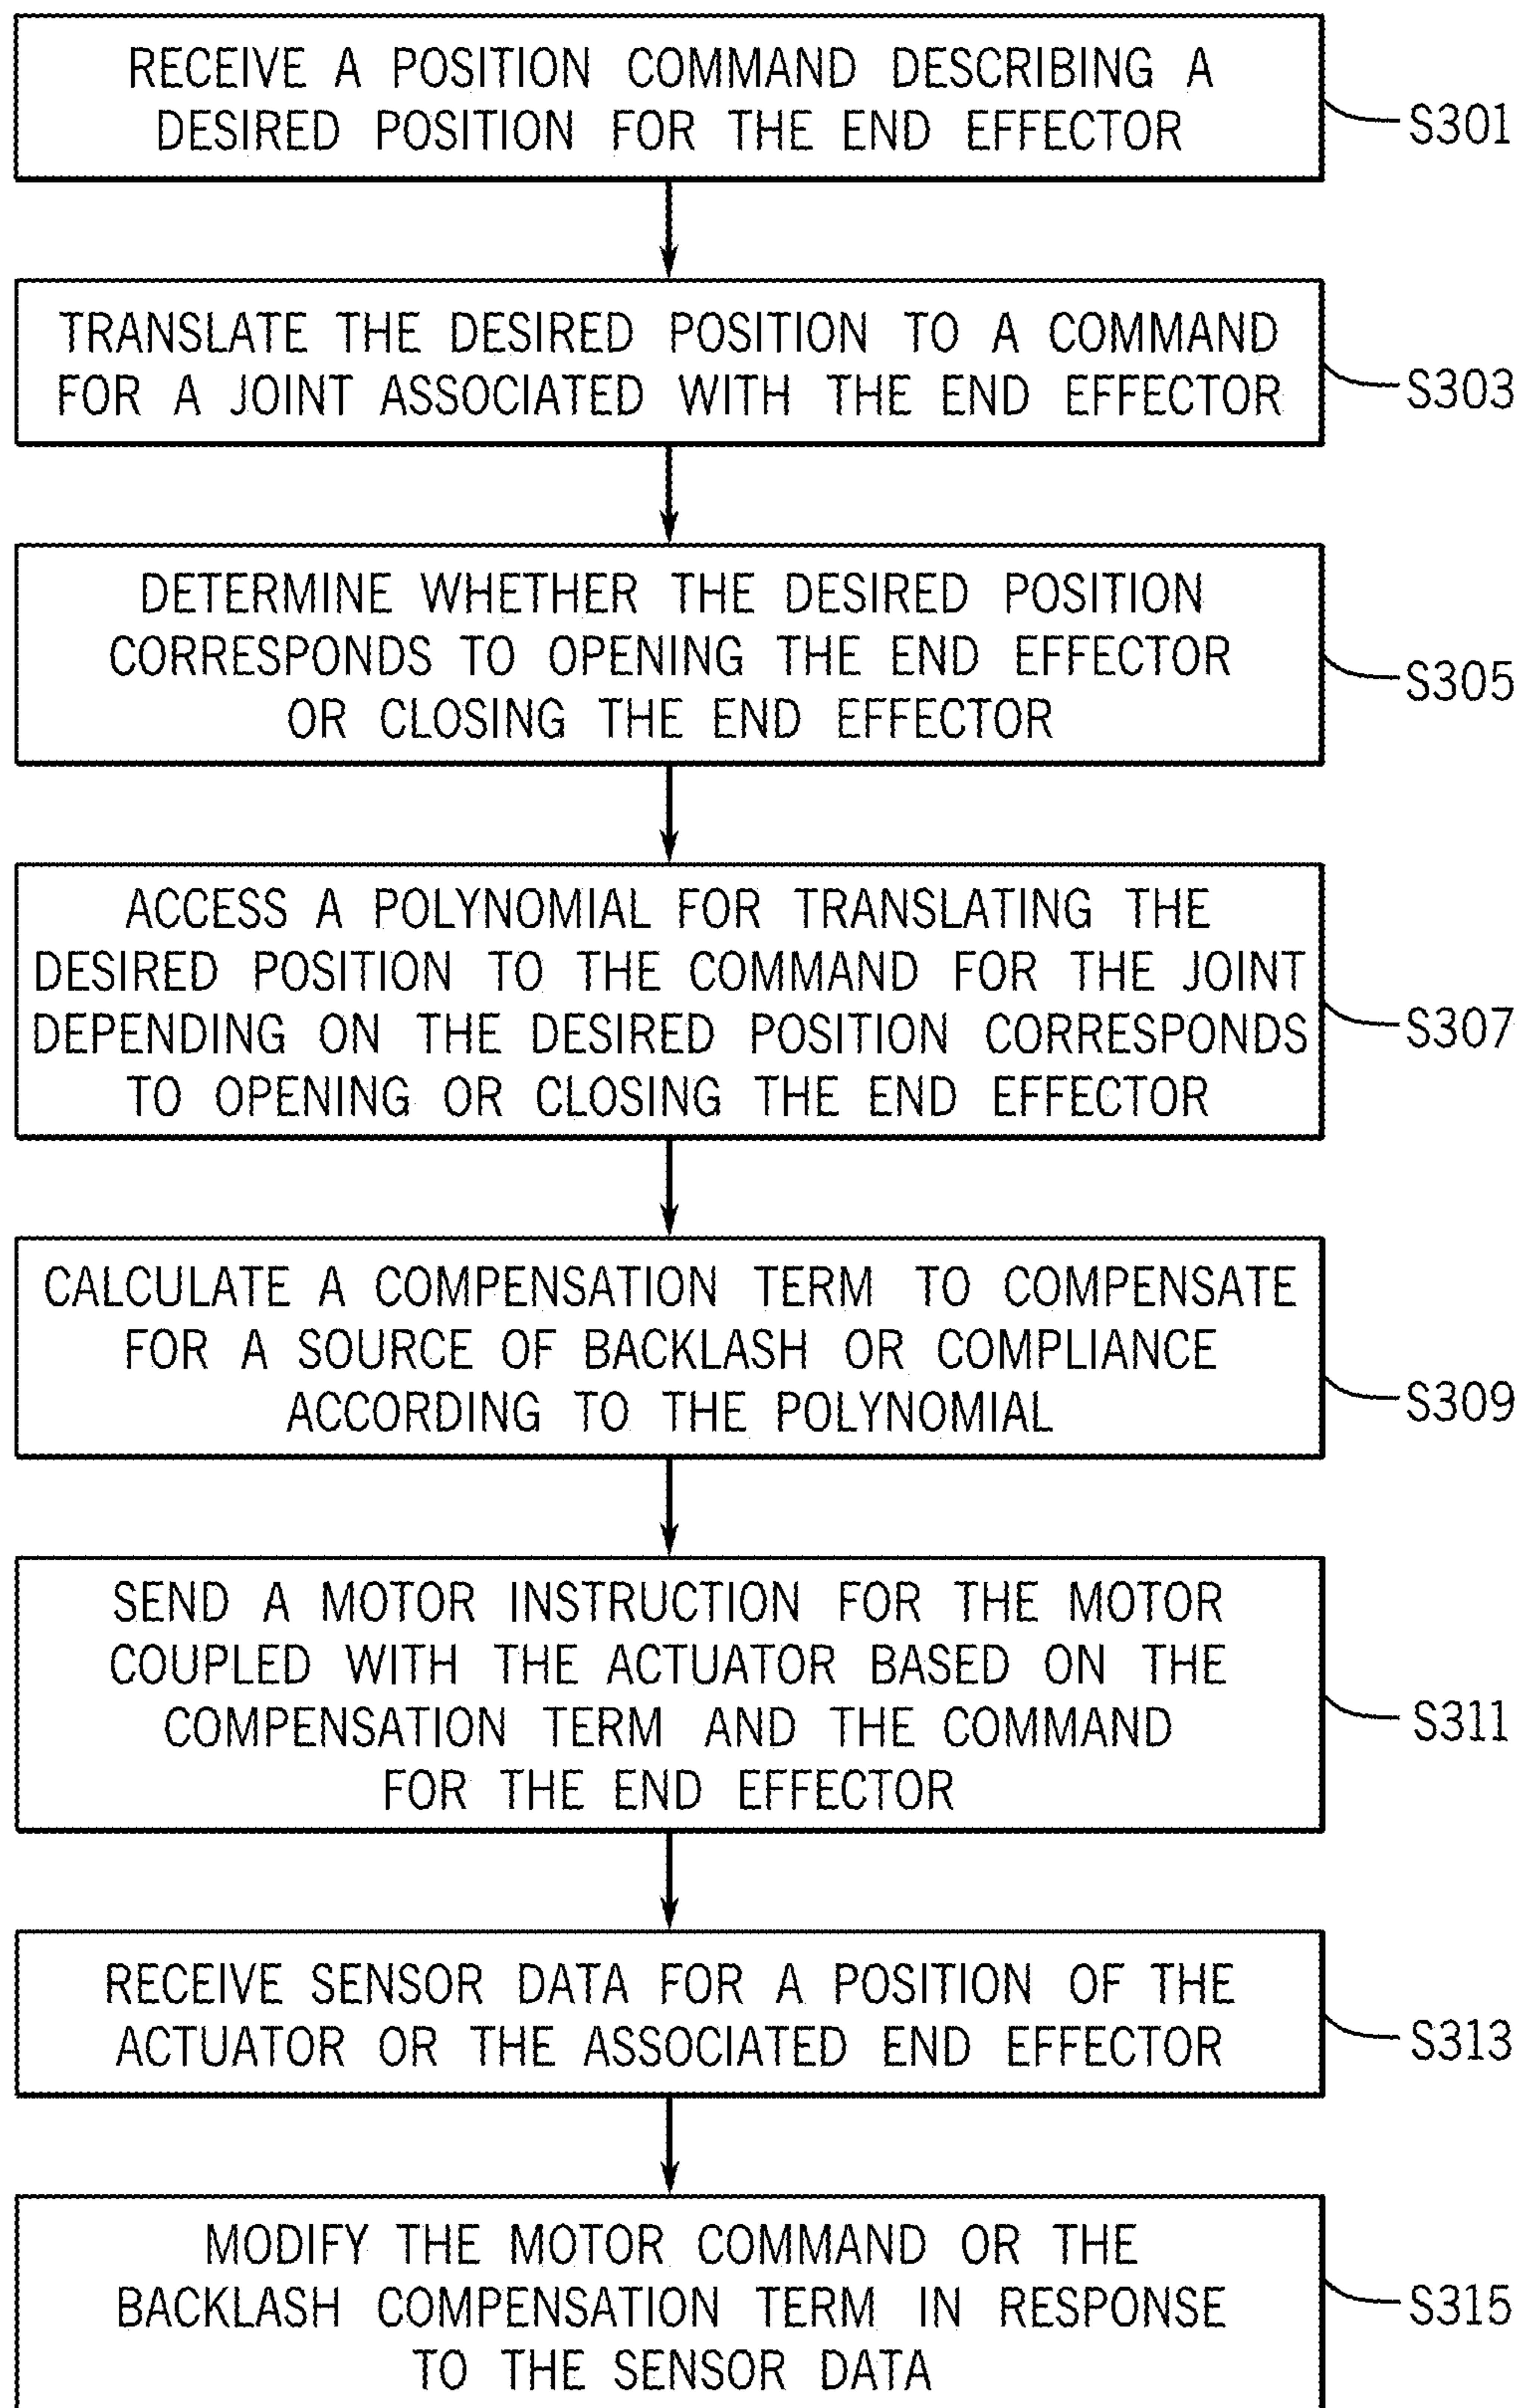 RECEIVE A POSITION COMMAND DESCRIBING A
DESIRED POSITION FOR THE END EFFECTOR
S301
TRANSLATE THE DESIRED POSITION TO A COMMAND
FOR A JOINT ASSOCIATED WITH THE END EFFECTOR
S303
DETERMINE WHETHER THE DESIRED POSITION
CORRESPONDS TO OPENING THE END EFFECTOR
OR CLOSING THE END EFFECTOR
S305
ACCESS A POLYNOMIAL FOR TRANSLATING THE
DESIRED POSITION TO THE COMMAND FOR THE JOINT
DEPENDING ON THE DESIRED POSITION CORRESPONDS
TO OPENING OR CLOSING THE END EFFECTOR
S307
CALCULATE A COMPENSATION TERM TO COMPENSATE
FOR A SOURCE OF BACKLASH OR COMPLIANCE
ACCORDING TO THE POLYNOMIAL
S309
SEND A MOTOR INSTRUCTION FOR THE MOTOR
COUPLED WITH THE ACTUATOR BASED ON THE
COMPENSATION TERM AND THE COMMAND
FOR THE END EFFECTOR
S311
RECEIVE SENSOR DATA FOR A POSITION OF THE
ACTUATOR OR THE ASSOCIATED END EFFECTOR
S313
MODIFY THE MOTOR COMMAND OR THE
BACKLASH COMPENSATION TERM IN RESPONSE
TO THE SENSOR DATA
S315